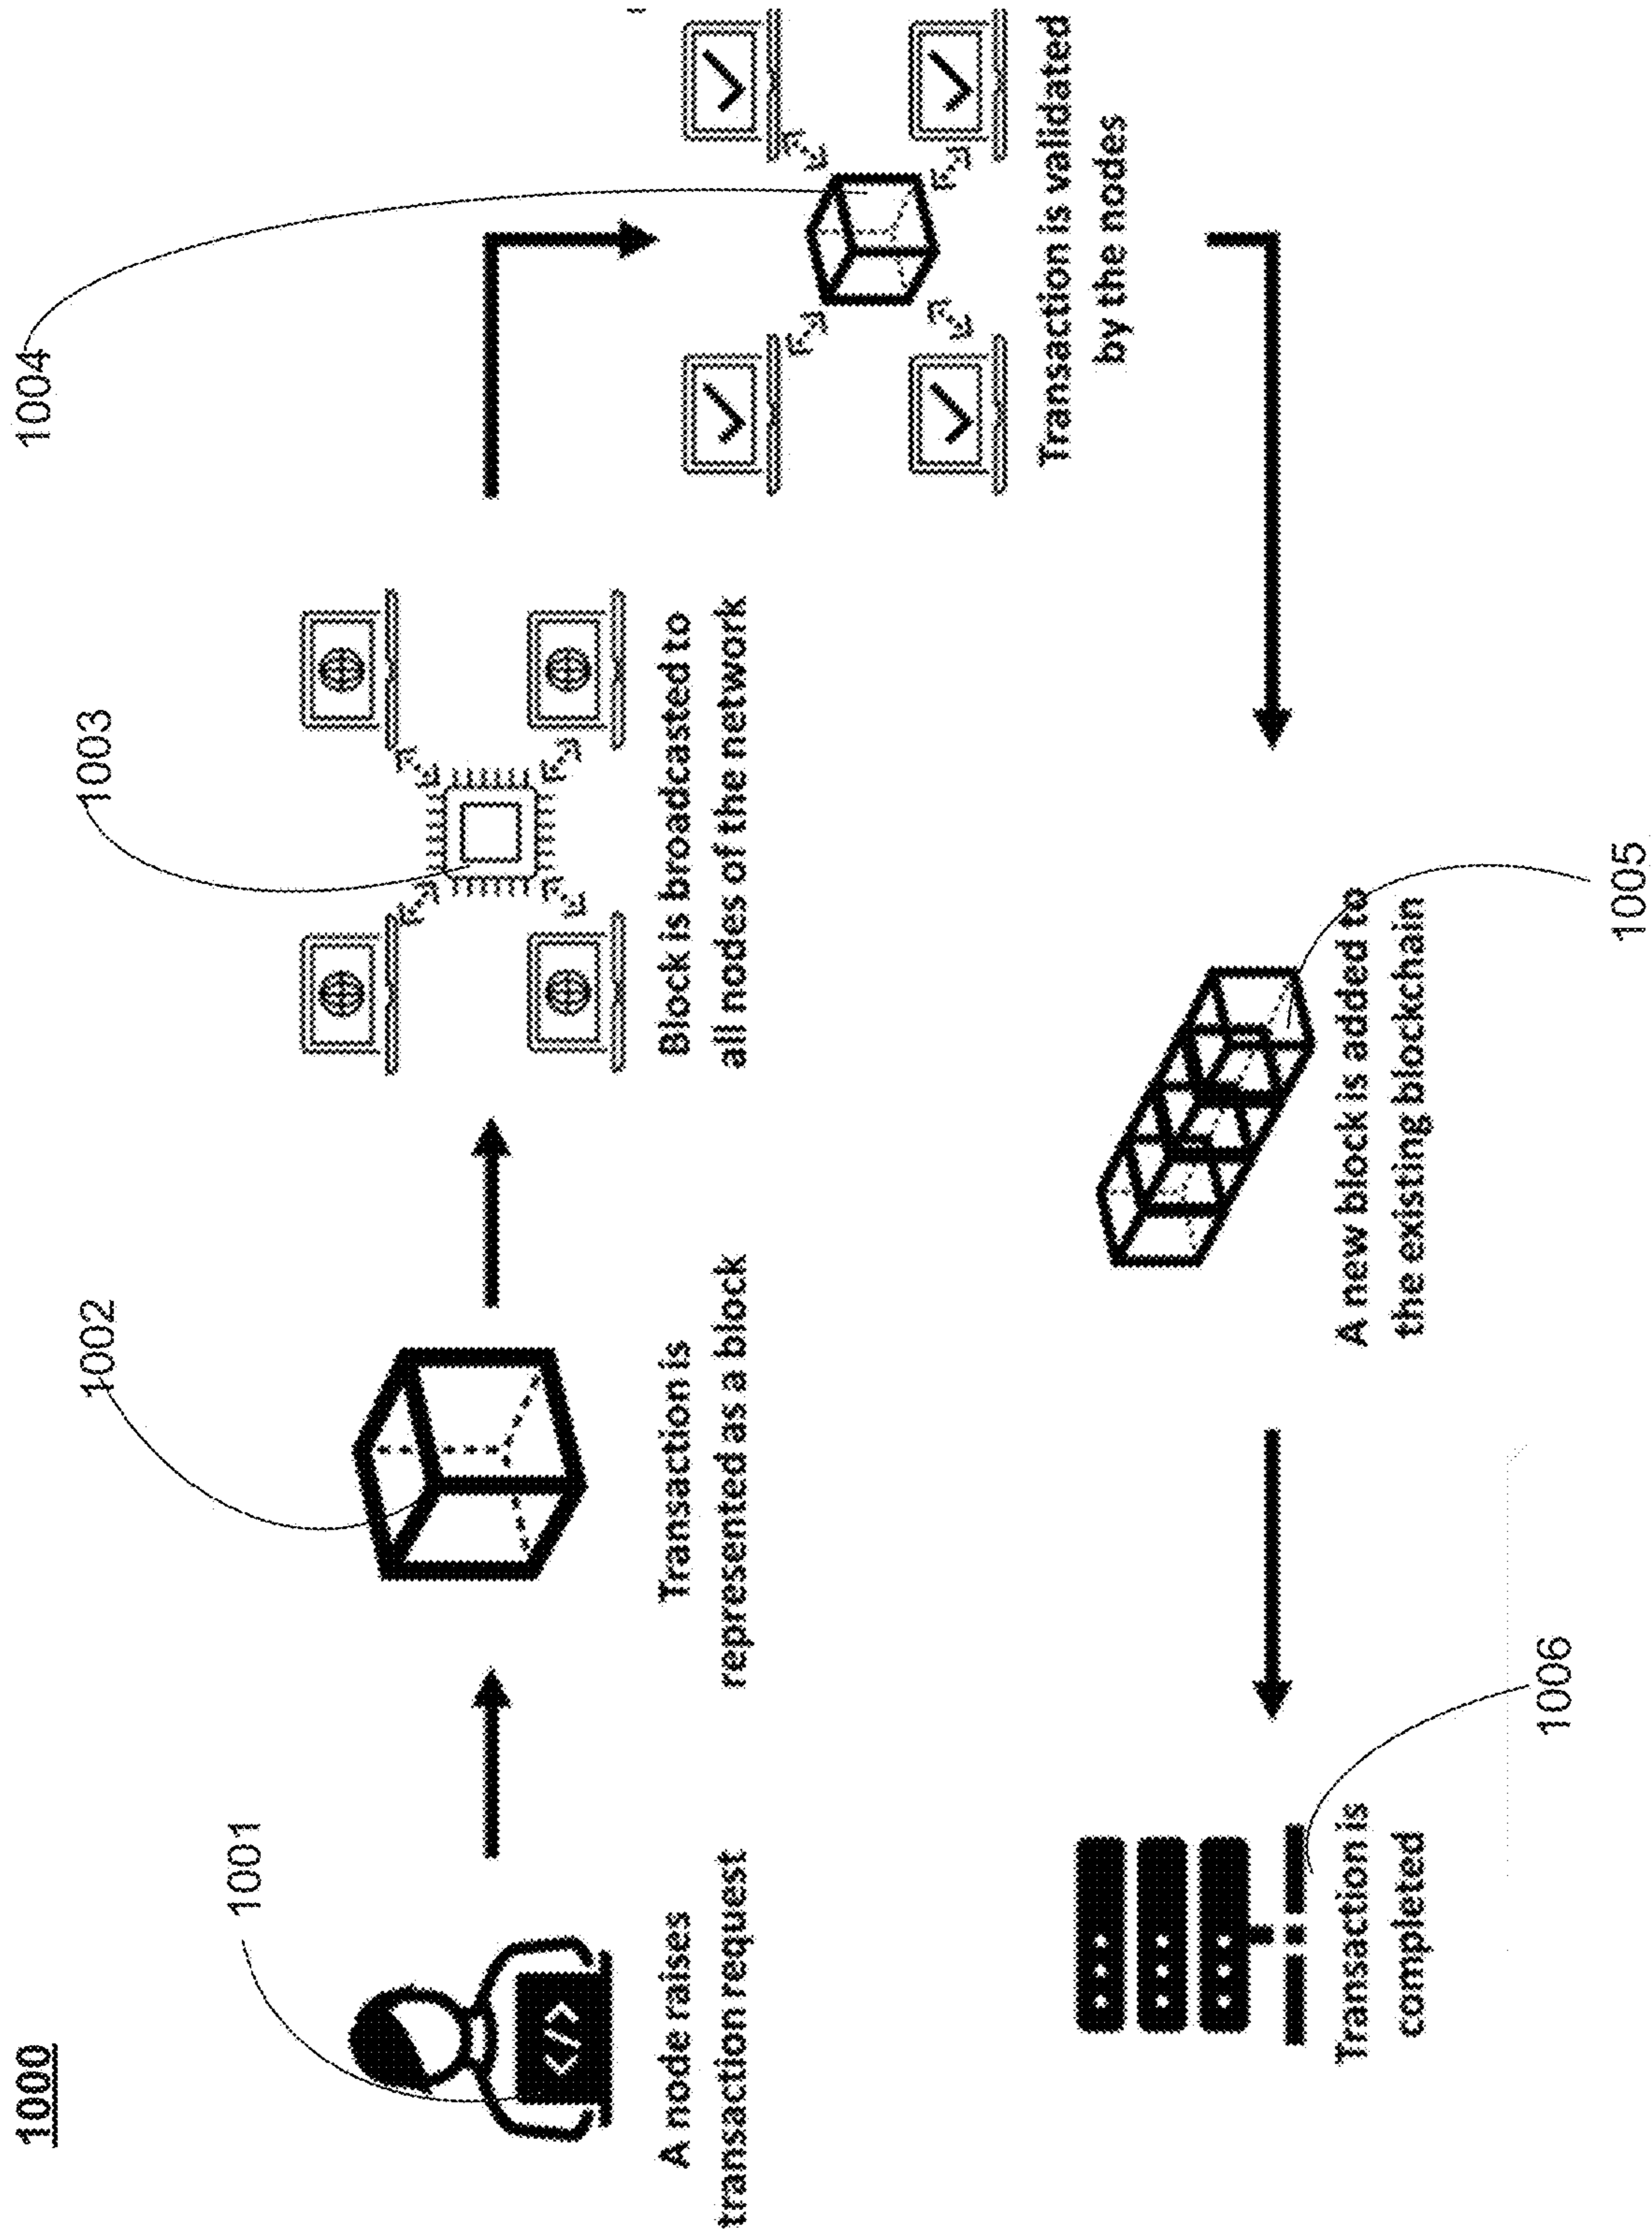 1000
1001
A node raises
transaction request
1002
Transaction is
represented as a block
1003
Block is broadcasted to
all nodes of the network
1004
Transaction is validated
by the nodes
1005
A new block is added to
the existing blockchain
1006
Transaction is
completed